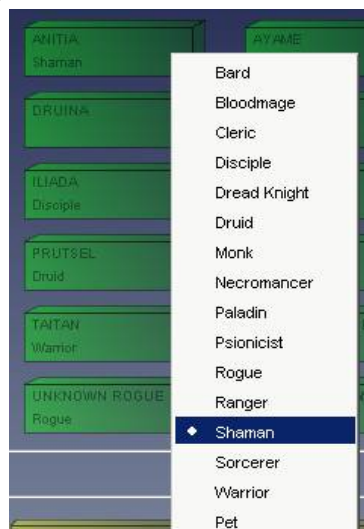 ANITIA
Shaman
AYAME
DRUINA
ILIADA
Disciple
PRUTSEL
Druid
TAITAN
Warrior
UNKNOWN ROGUE
Rogue
Bard
Bloodmage
Cleric
Disciple
Dread Knight
Druid
Monk
Necromancer
Paladin
Psionicist
Rogue
Ranger
Shaman
Sorcerer
Warrior
Pet